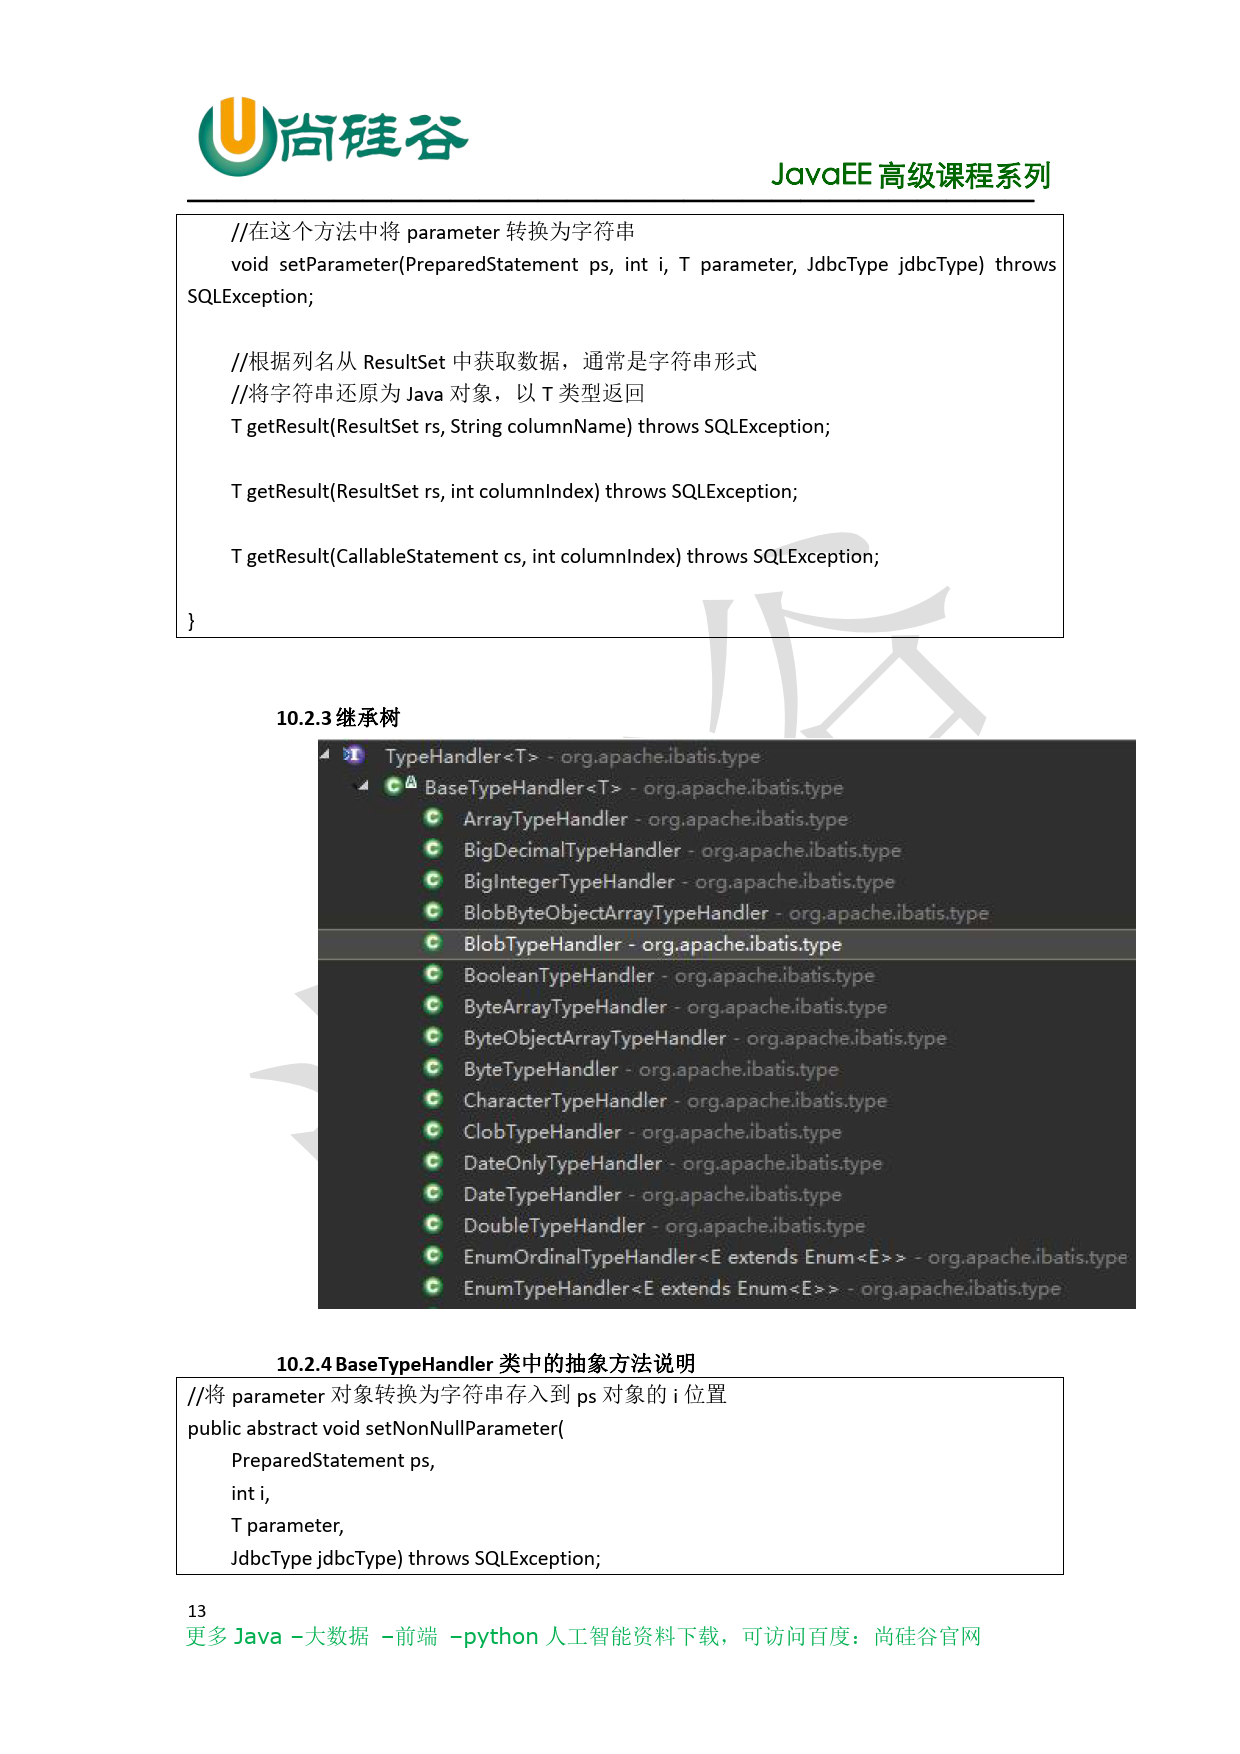 尚硅谷
JavaEE 高级课程系列
//在这个方法中将 parameter 转换为字符串
void setParameter(PreparedStatement ps, int i, T parameter, JdbcType jdbcType) throws
SQLException;
//根据列名从 ResultSet 中获取数据，通常是字符串形式
//将字符串还原为 Java 对象，以 T 类型返回
T getResult(ResultSet rs, String columnName) throws SQLException;
T getResult(ResultSet rs, int columnIndex) throws SQLException;
T getResult(CallableStatement cs, int columnIndex) throws SQLException;
}
10.2.3 继承树
TypeHandler<T> - org.apache.ibatis.type
BaseTypeHandler<T> - org.apache.ibatis.type
ArrayTypeHandler - org.apache.ibatis.type
BigDecimalTypeHandler - org.apache.ibatis.type
BigIntegerTypeHandler - org.apache.ibatis.type
BlobByteObjectArrayTypeHandler - org.apache.ibatis.type
BlobTypeHandler - org.apache.ibatis.type
BooleanTypeHandler - org.apache.ibatis.type
ByteArrayTypeHandler - org.apache.ibatis.type
ByteObjectArrayTypeHandler - org.apache.ibatis.type
ByteTypeHandler - org.apache.ibatis.type
CharacterTypeHandler - org.apache.ibatis.type
ClobTypeHandler - org.apache.ibatis.type
DateOnlyTypeHandler - org.apache.ibatis.type
DateTypeHandler - org.apache.ibatis.type
DoubleTypeHandler - org.apache.ibatis.type
EnumOrdinalTypeHandler<E extends Enum<E>> - org.apache.ibatis.type
EnumTypeHandler<E extends Enum<E>> - org.apache.ibatis.type
10.2.4 BaseTypeHandler 类中的抽象方法说明
//将 parameter 对象转换为字符串存入到 ps 对象的 i 位置
public abstract void setNonNullParameter(
PreparedStatement ps,
int i,
T parameter,
JdbcType jdbcType) throws SQLException;
13
更多 Java –大数据 –前端 –python 人工智能资料下载，可访问百度：尚硅谷官网